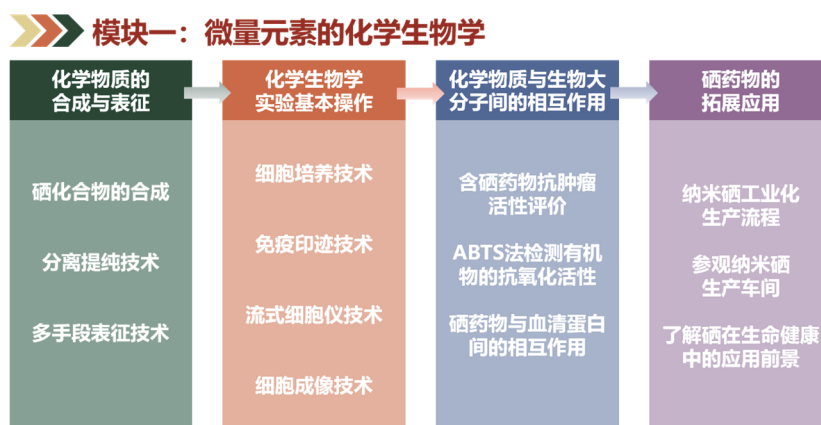 模块一：微量元素的化学生物学
化学物质的
合成与表征
硒化合物的合成
分离提纯技术
多手段表征技术
化学生物学
实验基本操作
细胞培养技术
免疫印迹技术
流式细胞仪技术
细胞成像技术
化学物质与生物大
分子间的相互作用
含硒药物抗肿瘤
活性评价
ABTS法检测有机
物的抗氧化活性
硒药物与血清蛋白
间的相互作用
硒药物的
拓展应用
纳米硒工业化
生产流程
参观纳米硒
生产车间
了解硒在生命健康
中的应用前景